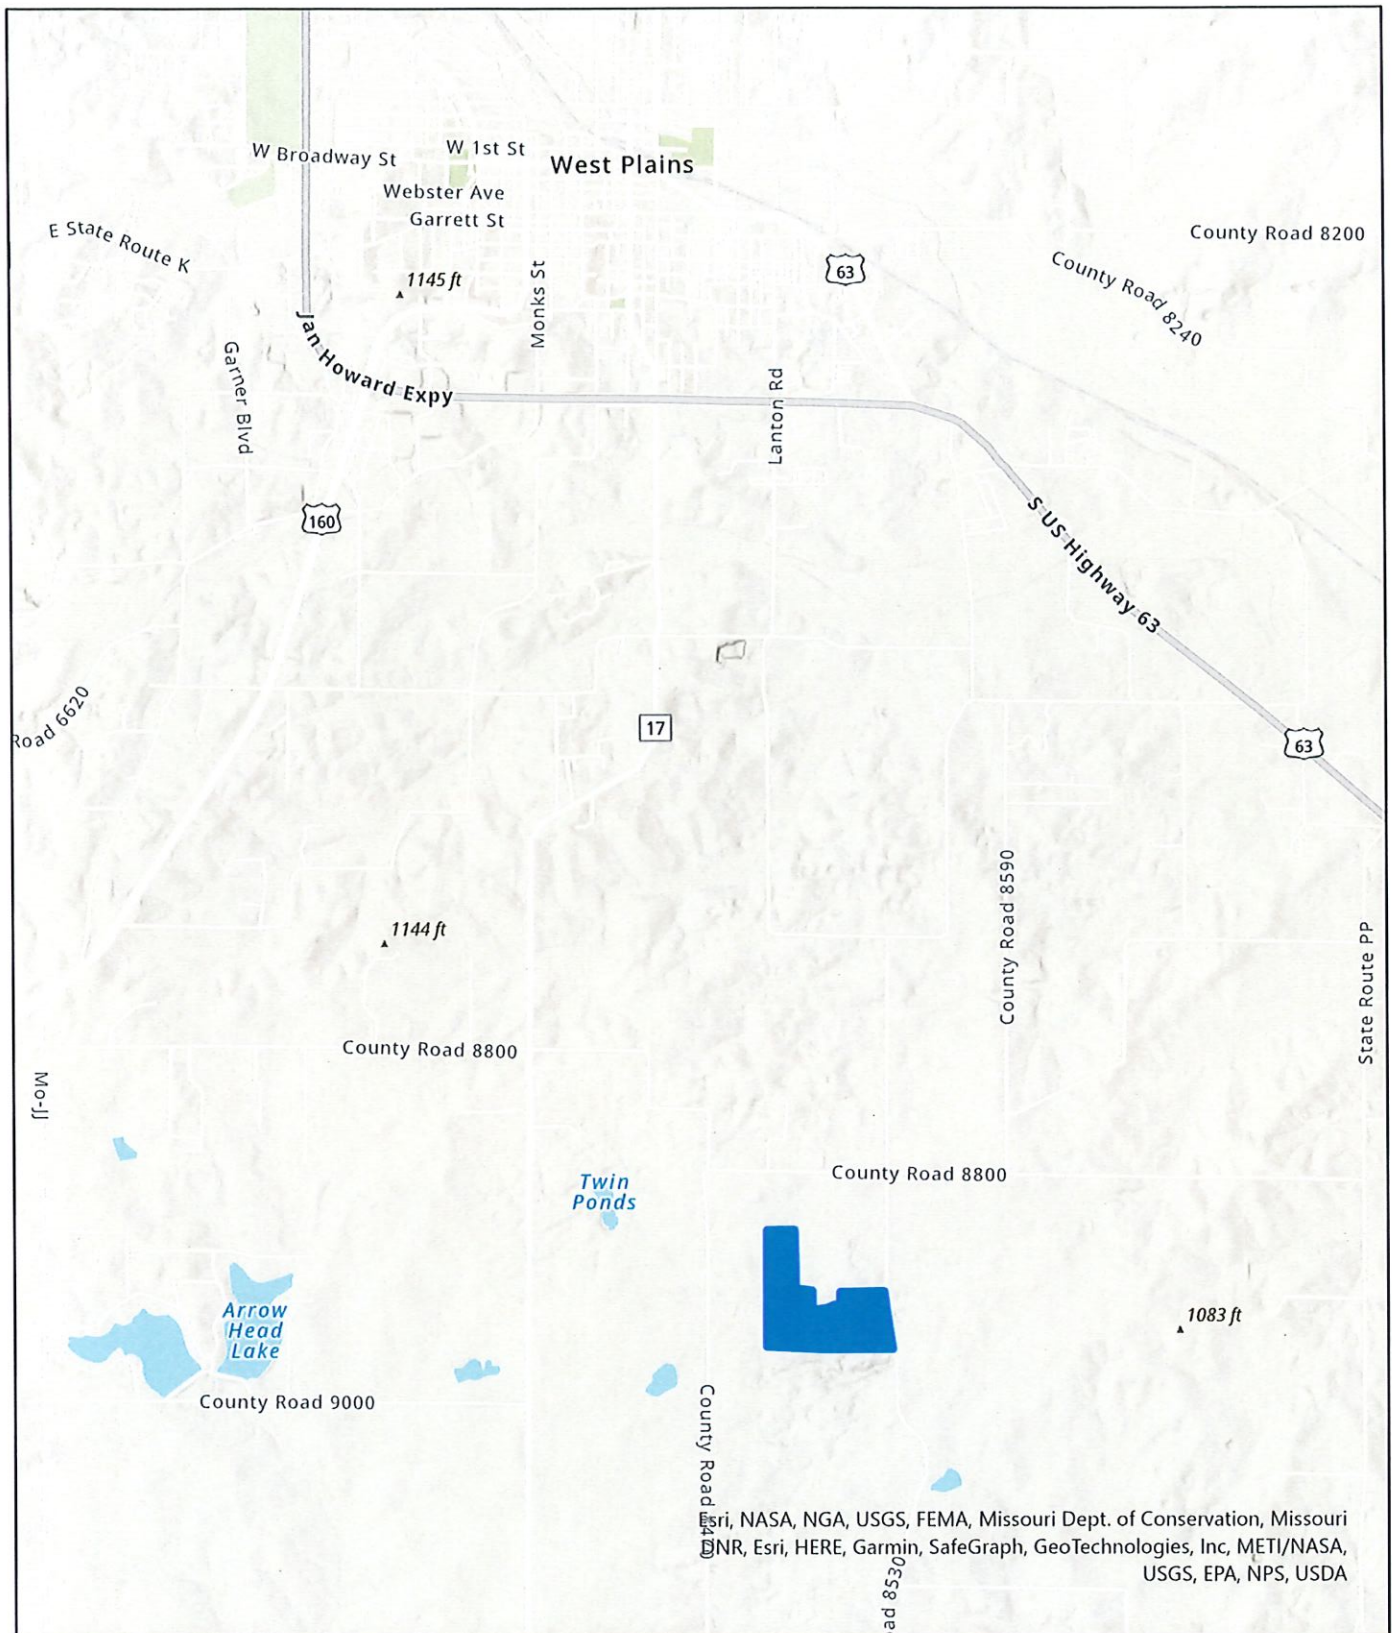 W Broadway St
W 1st St
West Plains
Webster Ave
Garrett St
E State Route K
County Road 8200
County Road 8240
63
1145 ft
Monks St
Jan Howard Expy
Garner Blvd
Lanton Rd
160
S US Highway 63
Road 6620
17
63
County Road 8590
1144 ft
State Route PP
County Road 8800
Mo-JJ
County Road 8800
Twin
Ponds
Arrow
Head
Lake
1083 ft
County Road 9000
County Road
Esri, NASA, NGA, USGS, FEMA, Missouri Dept. of Conservation, Missouri
DNR, Esri, HERE, Garmin, SafeGraph, GeoTechnologies, Inc, METI/NASA,
USGS, EPA, NPS, USDA
ad 8530